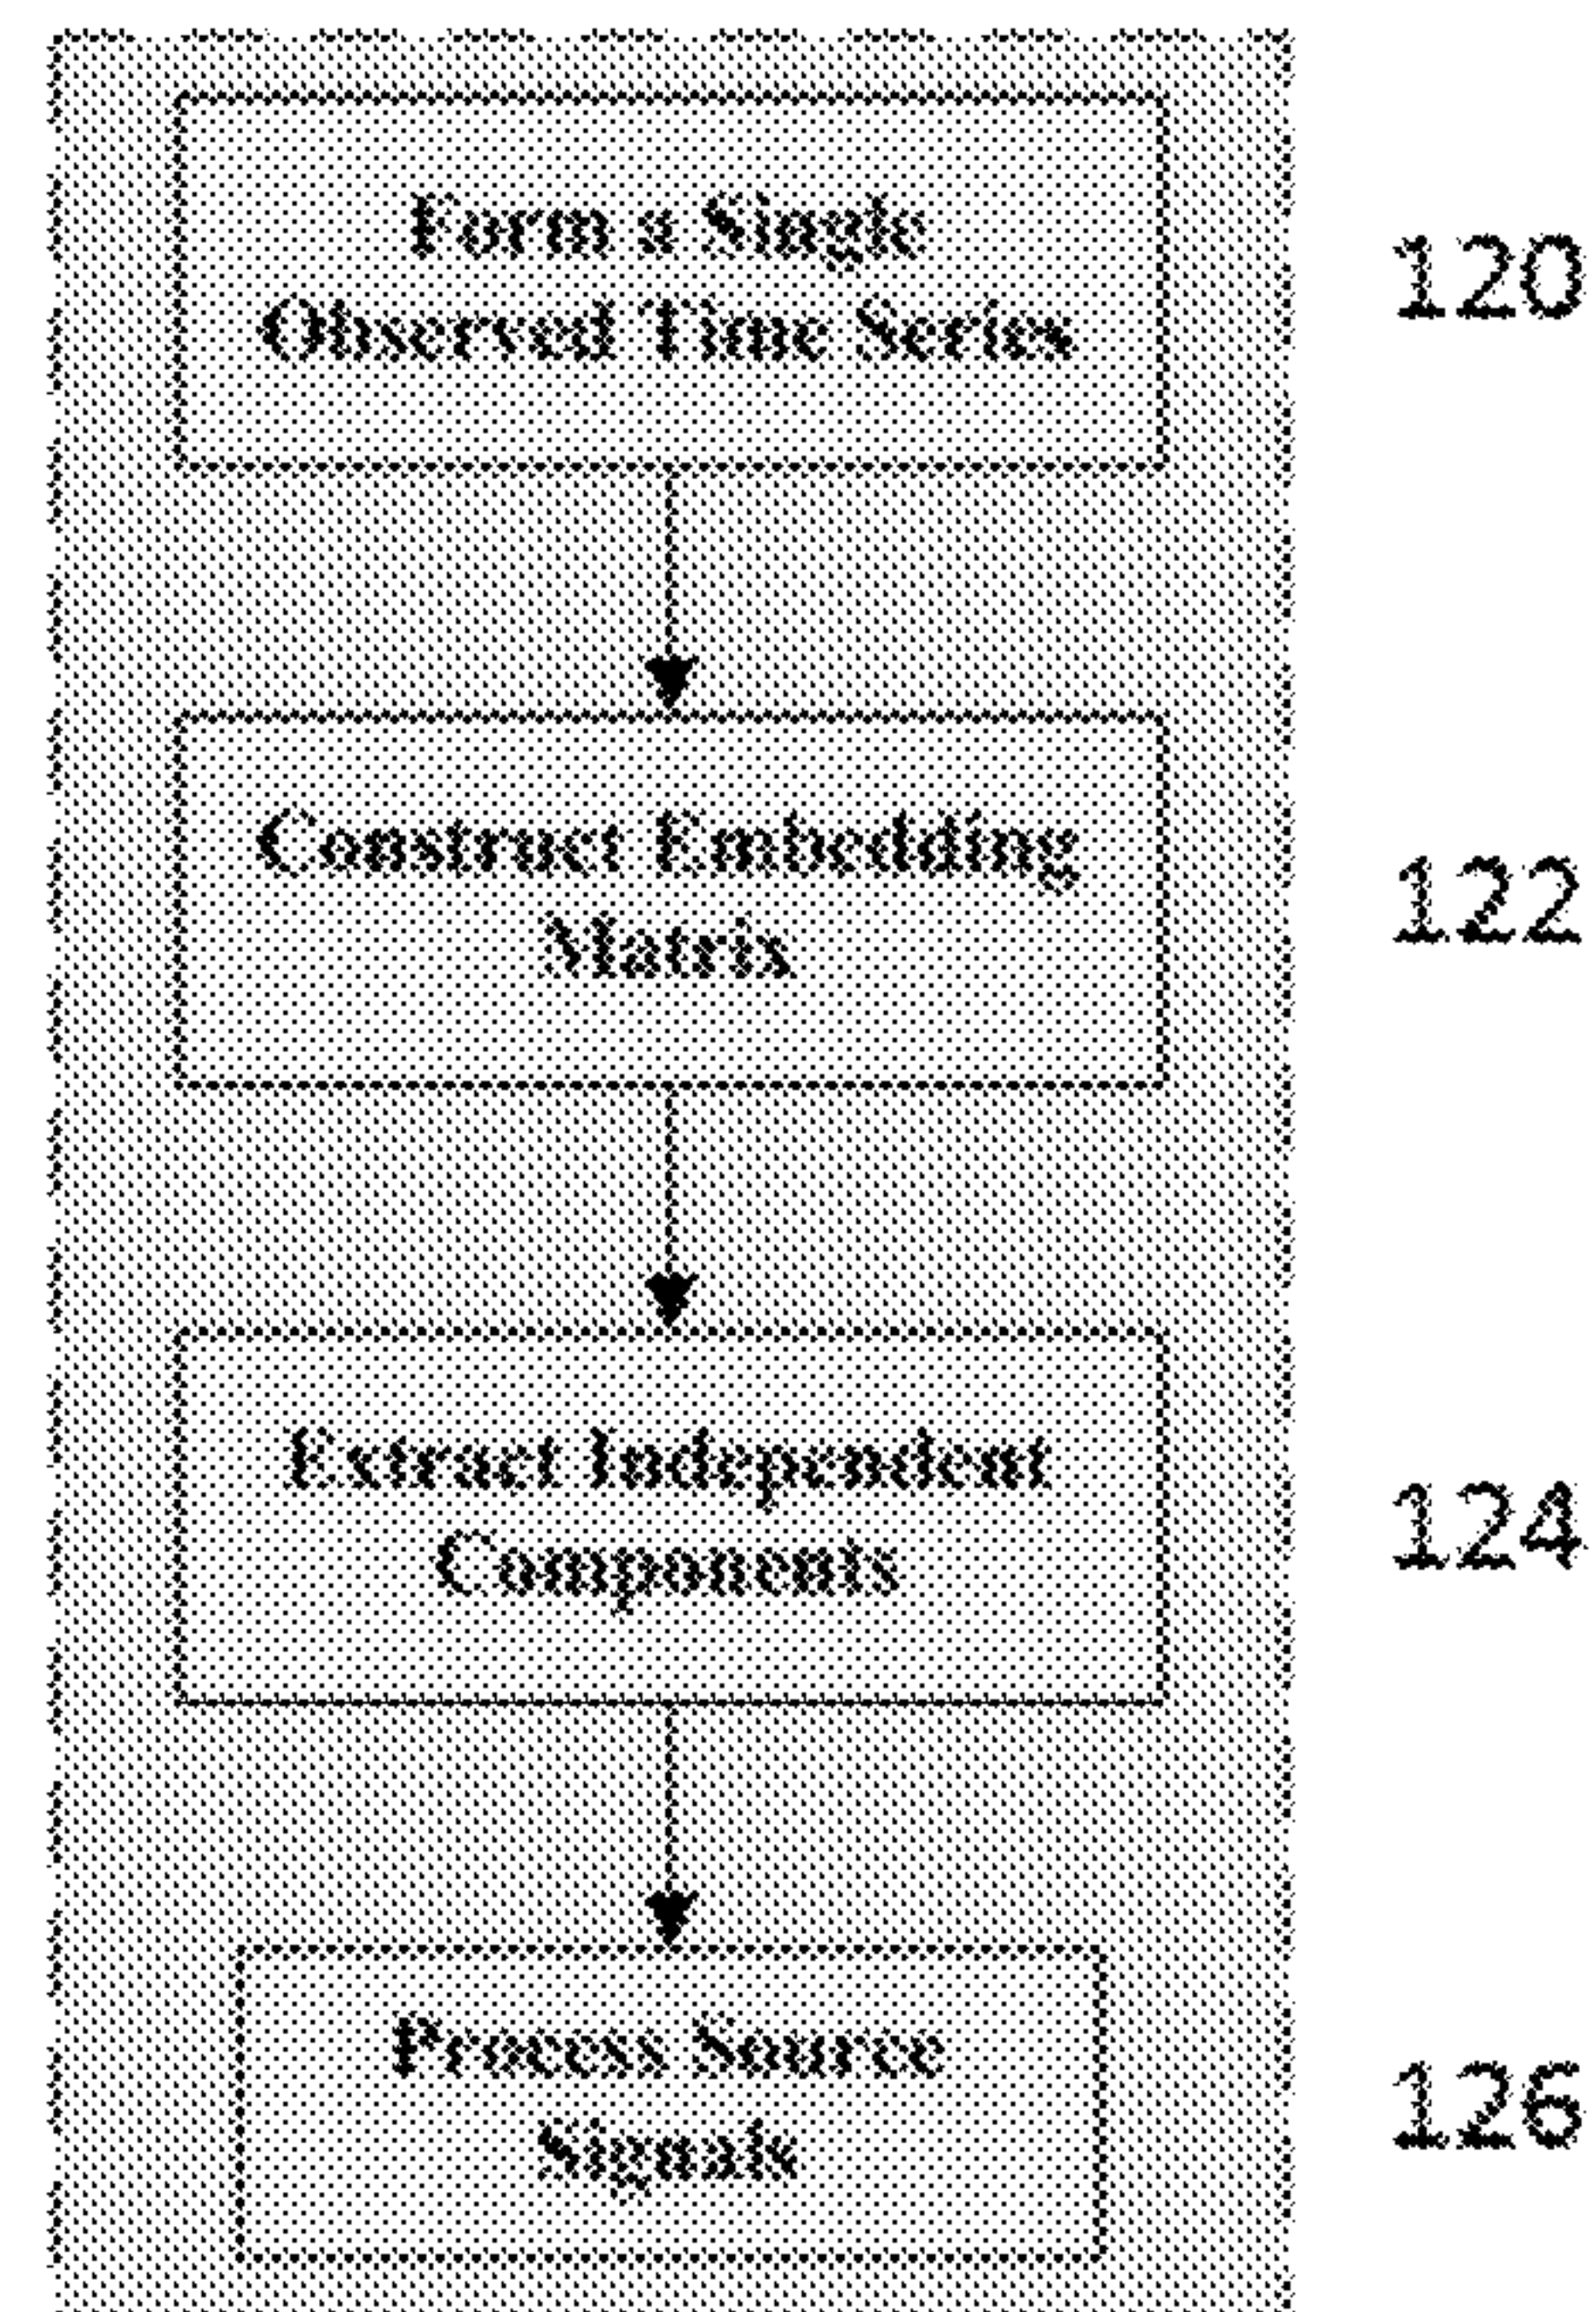 Form a Single
Observed Time Series
120
Construct Embedding
Matrix
122
Extract Independent
Components
124
Process Source
Signals
126